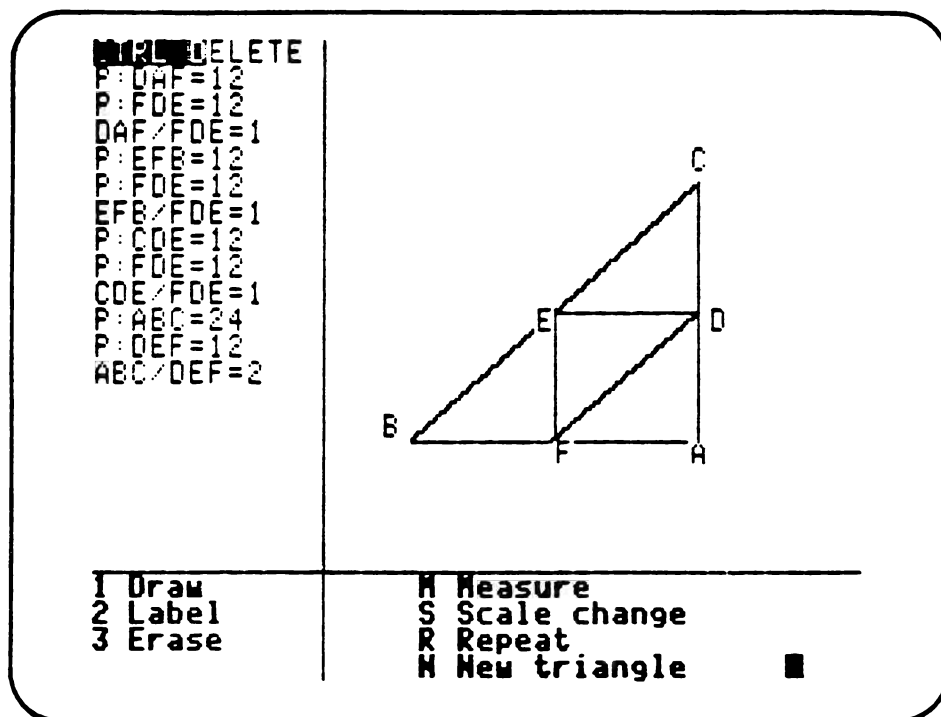 DELETE
P:DAF=12
P:FDE=12
DAF/FDE=1
P:EFB=12
P:FDE=12
EFB/FDE=1
P:CDE=12
P:FDE=12
CDE/FDE=1
P:ABC=24
P:DEF=12
ABC/DEF=2
C
E
D
B
F
A
1 Draw
2 Label
3 Erase
M Measure
S Scale change
R Repeat
N New triangle